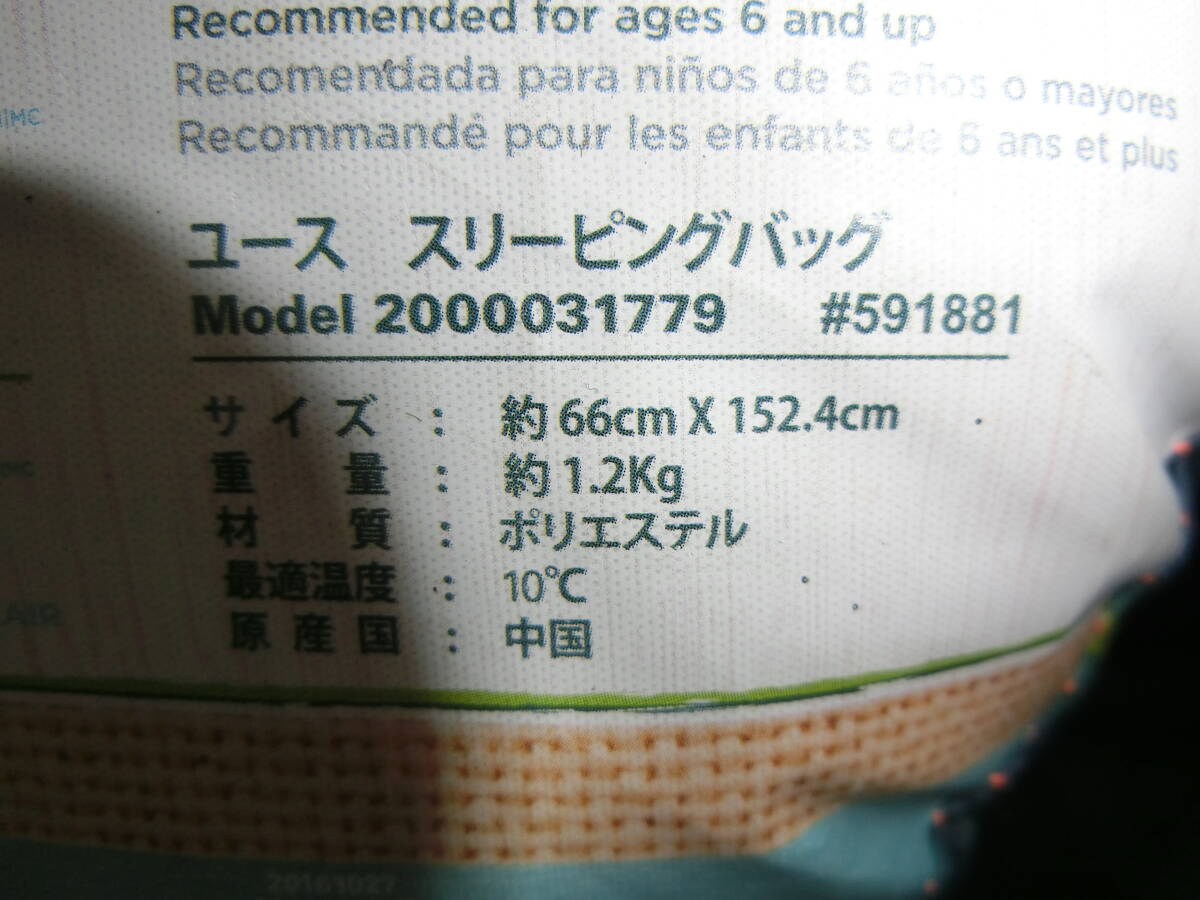 Recommended for ages 6 and up
Recomendada para niños de 6 años o mayores
Recommandé pour les enfants de 6 ans et plus
ユース スリーピングバッグ
Model 2000031779 #591881
サイズ : 約 66cm X 152.4cm
重量 : 約 1.2Kg
材質 : ポリエステル
最適温度 : 10℃
原産国 : 中国